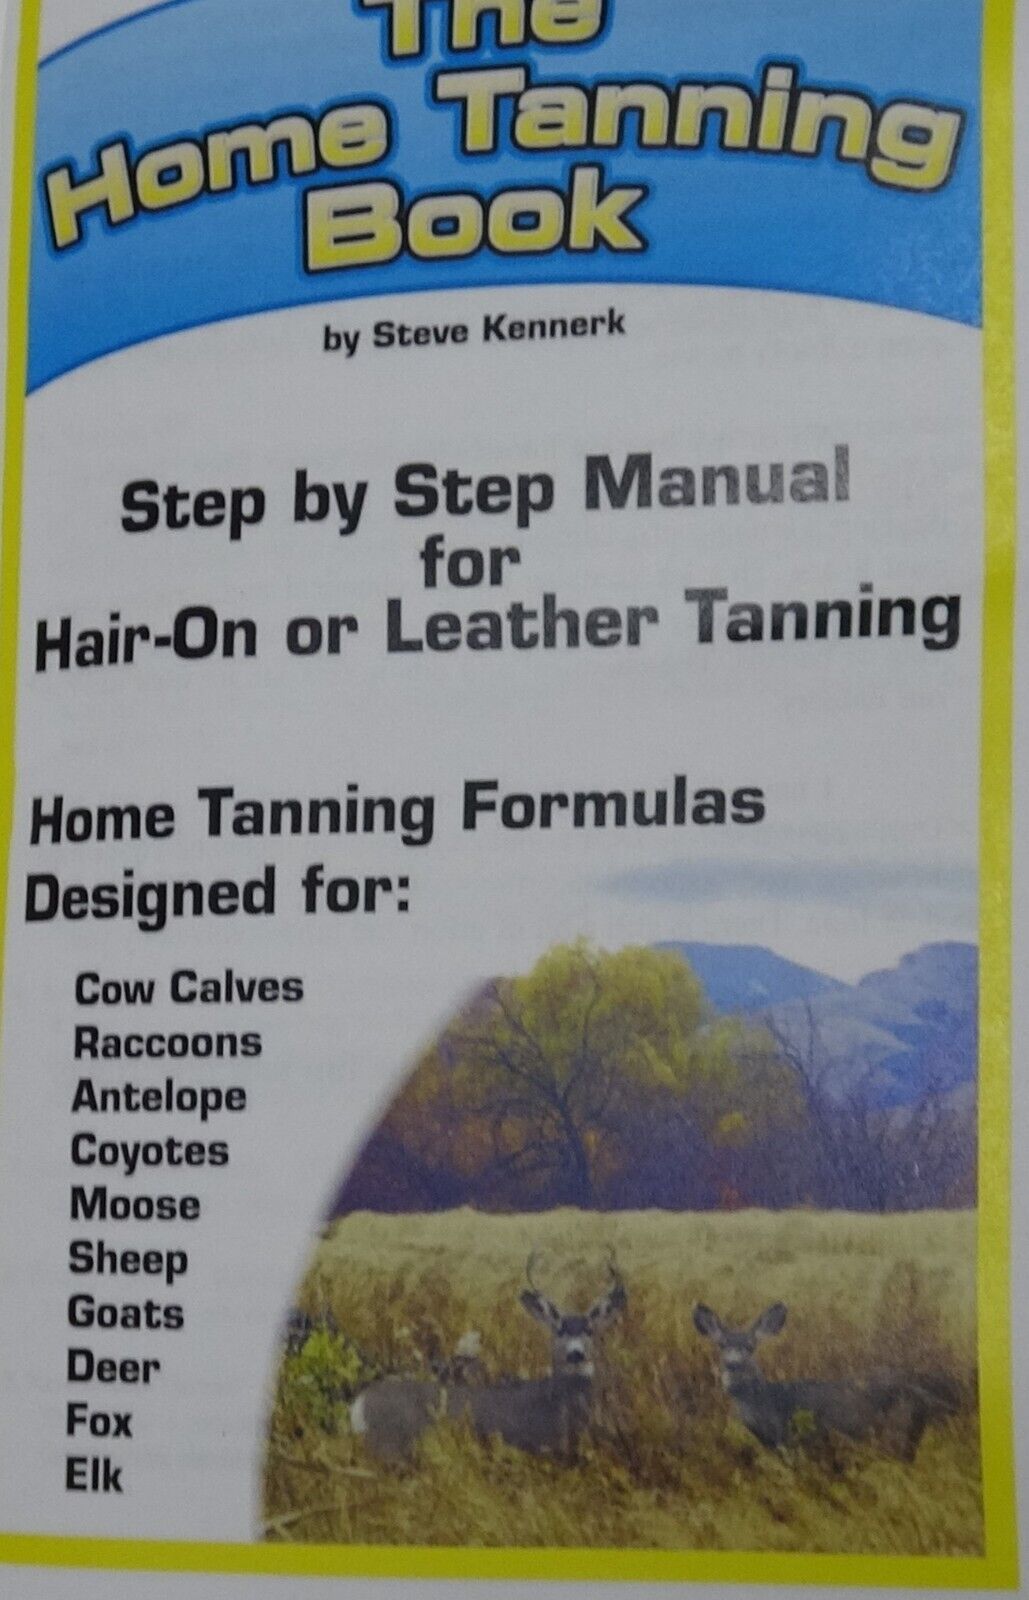 The
Home Tanning
Book
by Steve Kennerk
Step by Step Manual
for
Hair-On or Leather Tanning
Home Tanning Formulas
Designed for:
Cow Calves
Raccoons
Antelope
Coyotes
Moose
Sheep
Goats
Deer
Fox
Elk